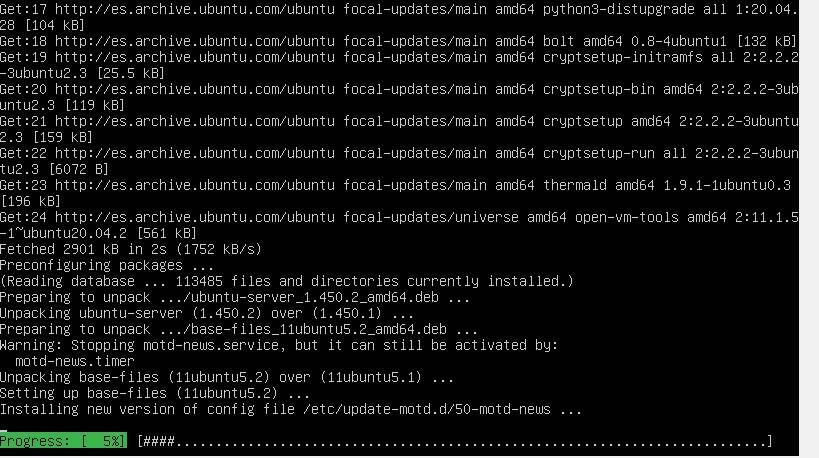 Get:17 http://es.archive.ubuntu.com/ubuntu focal-updates/main amd64 python3-distupgrade all 1:20.04.
28 [104 kB]
Get:18 http://es.archive.ubuntu.com/ubuntu focal-updates/main amd64 bolt amd64 0.8-4ubuntu1 [132 kB]
Get:19 http://es.archive.ubuntu.com/ubuntu focal-updates/main amd64 cryptsetup-initramfs all 2:2.2.2
-3ubuntu2.3 [25.5 kB]
Get:20 http://es.archive.ubuntu.com/ubuntu focal-updates/main amd64 cryptsetup-bin amd64 2:2.2.2-3ub
untu2.3 [119 kB]
Get:21 http://es.archive.ubuntu.com/ubuntu focal-updates/main amd64 cryptsetup amd64 2:2.2.2-3ubuntu
2.3 [159 kB]
Get:22 http://es.archive.ubuntu.com/ubuntu focal-updates/main amd64 cryptsetup-run all 2:2.2.2-3ubun
tu2.3 [6072 B]
Get:23 http://es.archive.ubuntu.com/ubuntu focal-updates/main amd64 thermald amd64 1.9.1-1ubuntu0.3
[196 kB]
Get:24 http://es.archive.ubuntu.com/ubuntu focal-updates/universe amd64 open-vm-tools amd64 2:11.1.5
-1~ubuntu20.04.2 [561 kB]
Fetched 2901 kB in 2s (1752 kB/s)
Preconfiguring packages ...
(Reading database ... 113485 files and directories currently installed.)
Preparing to unpack .../ubuntu-server_1.450.2_amd64.deb ...
Unpacking ubuntu-server (1.450.2) over (1.450.1) ...
Preparing to unpack .../base-files_11ubuntu5.2_amd64.deb ...
Warning: Stopping motd-news.service, but it can still be activated by:
  motd-news.timer
Unpacking base-files (11ubuntu5.2) over (11ubuntu5.1) ...
Setting up base-files (11ubuntu5.2) ...
Installing new version of config file /etc/update-motd.d/50-motd-news ...
Progress: [  5%] [####..........................................................................]